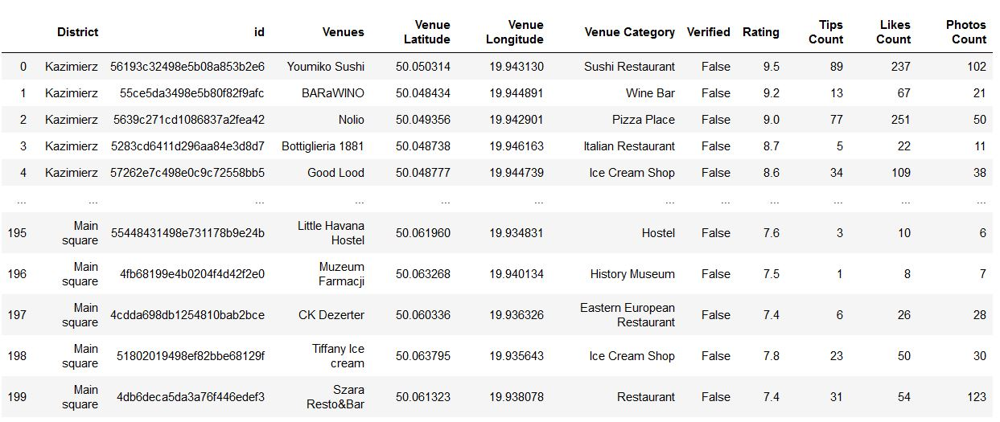 District id Venues Venue Latitude Venue Longitude Venue Category Verified Rating Tips Count Likes Count Photos Count
0 Kazimierz 56193c32498e5b08a853b2e6 Youmiko Sushi 50.050314 19.943130 Sushi Restaurant False 9.5 89 237 102
1 Kazimierz 55ce5da3498e5b80f82f9afc BARaWINO 50.048434 19.944891 Wine Bar False 9.2 13 67 21
2 Kazimierz 5639c271cd1086837a2fea42 Nolio 50.049356 19.942901 Pizza Place False 9.0 77 251 50
3 Kazimierz 5283cd6411d296aa84e3d8d7 Bottiglieria 1881 50.048738 19.946163 Italian Restaurant False 8.7 5 22 11
4 Kazimierz 57262e7c498e0c9c72558bb5 Good Lood 50.048777 19.944739 Ice Cream Shop False 8.6 34 109 38
... ... ... ... ... ... ... ... ... ... ... ...
195 Main square 55448431498e731178b9e24b Little Havana Hostel 50.061960 19.934831 Hostel False 7.6 3 10 6
196 Main square 4fb68199e4b0204f4d42f2e0 Muzeum Farmacji 50.063268 19.940134 History Museum False 7.5 1 8 7
197 Main square 4cdda698db1254810bab2bce CK Dezerter 50.060336 19.936326 Eastern European Restaurant False 7.4 6 26 28
198 Main square 51802019498ef82bbe68129f Tiffany Ice cream 50.063795 19.935643 Ice Cream Shop False 7.8 23 50 30
199 Main square 4db6deca5da3a76f446edef3 Szara Resto&Bar 50.061323 19.938078 Restaurant False 7.4 31 54 123